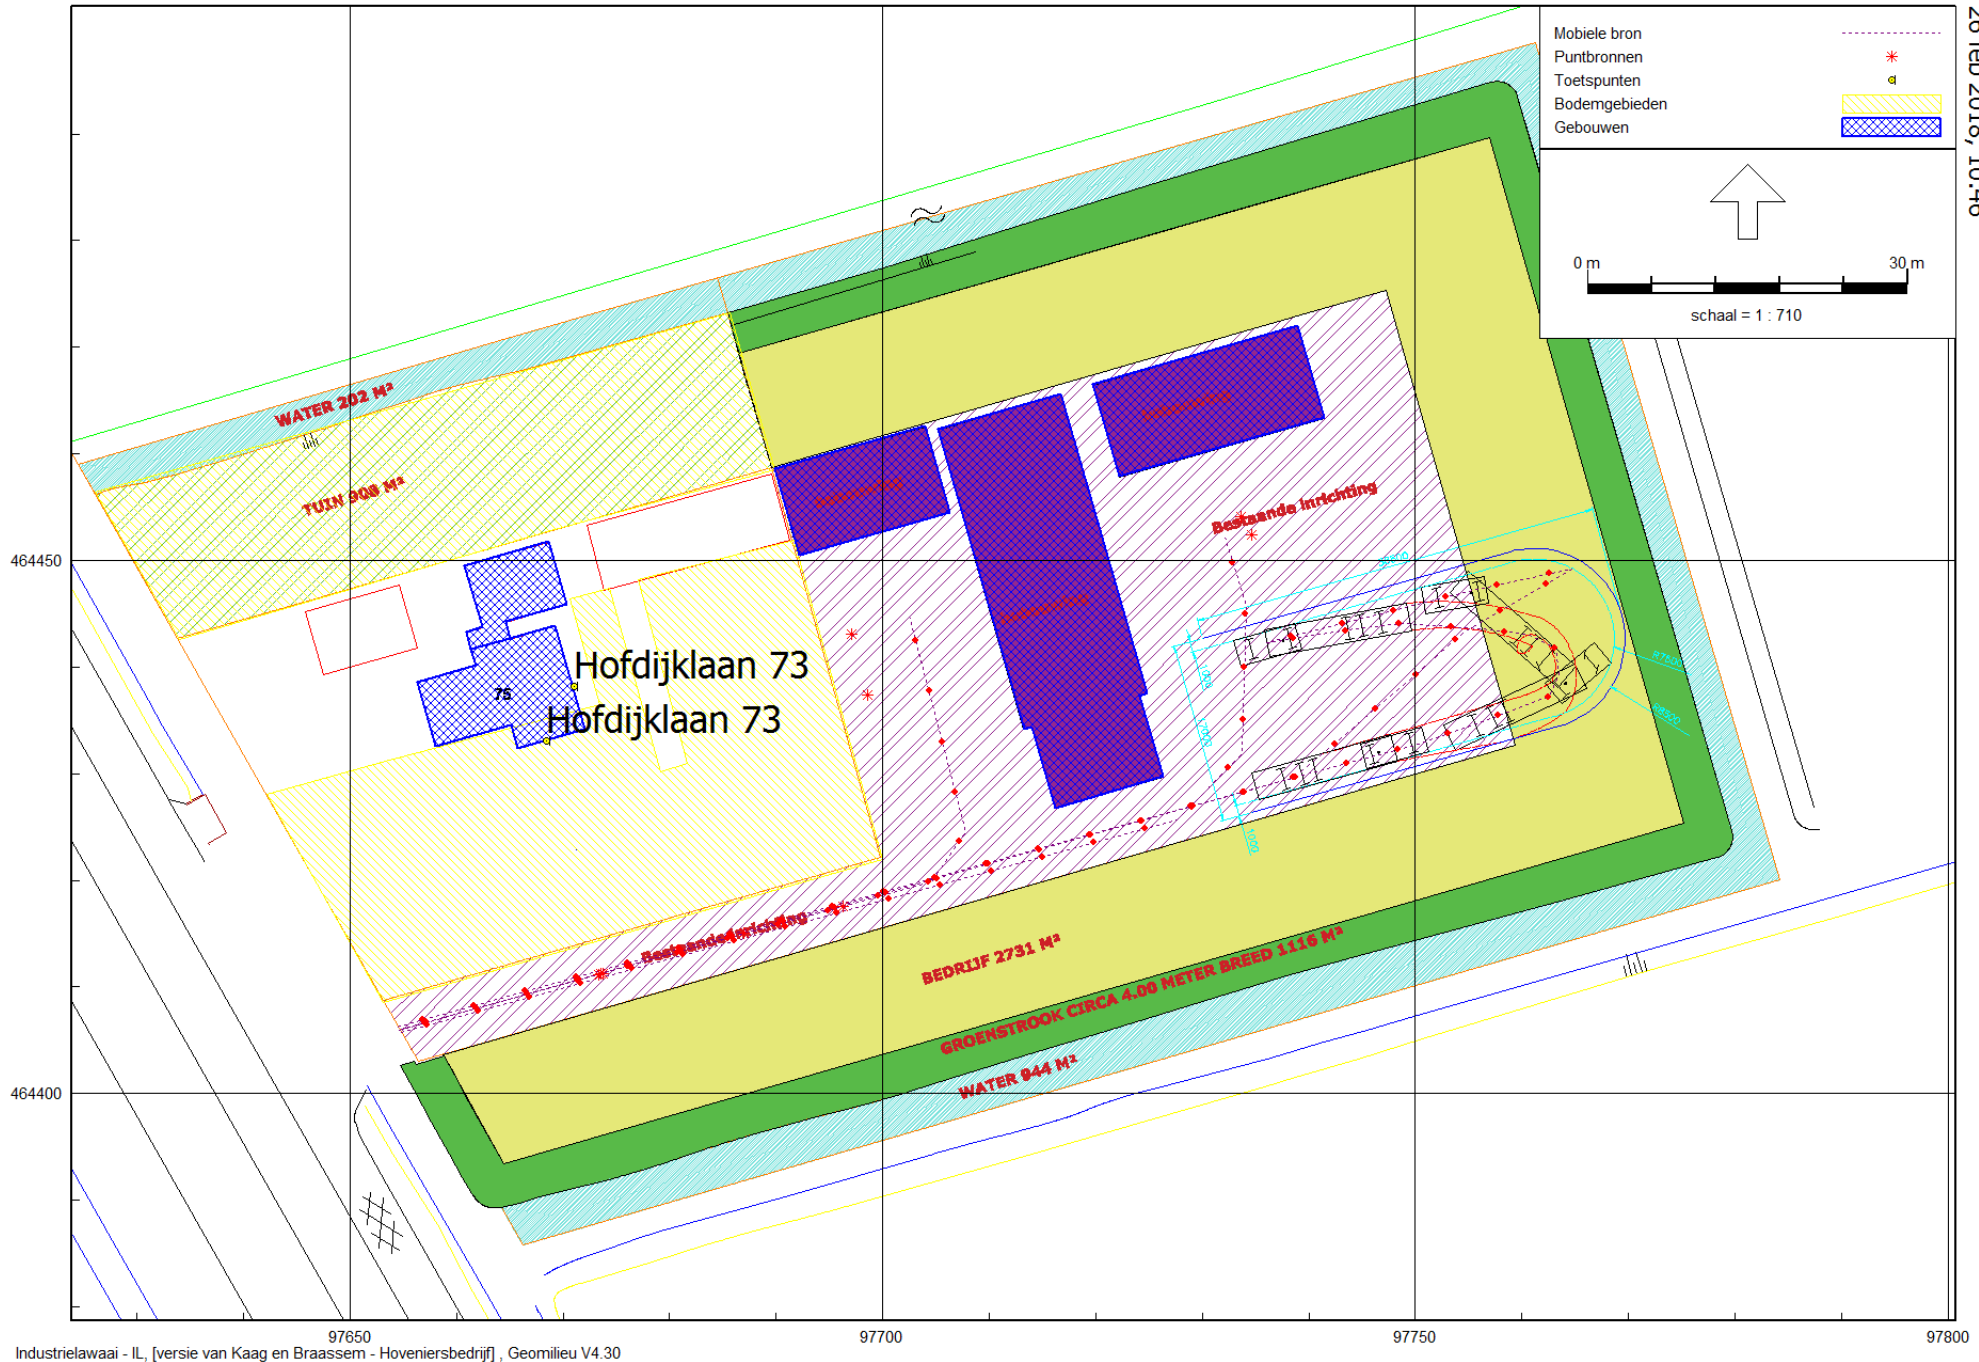 Mobiele bron
Puntbronnen
Toetspunten
Bodemgebieden
Gebouwen
0 m 30 m
schaal = 1 : 710
WATER 202 M²
TUIN 908 M²
Bestaande inrichting
464450
R7500
1000
Hofdijklaan 73
75
Hofdijklaan 73
1000
Bestaande inrichting
BEDRIJF 2731 M²
GROENSTROOK CIRCA 4.00 METER BREED 1116 M²
WATER 944 M²
464400
97650 97700 97750 97800
Industrielawaai - IL, [versie van Kaag en Braassem - Hoveniersbedrijf] , Geomilieu V4.30